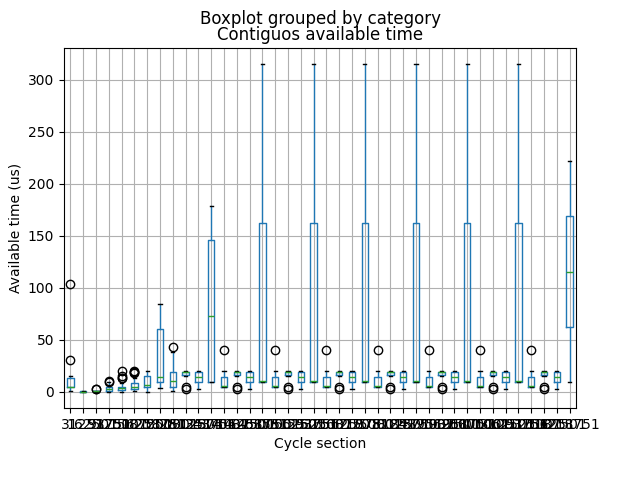 Boxplot grouped by category
Contiguos available time
300
250
200
150
100
50
0
Available time (us)
Cycle section